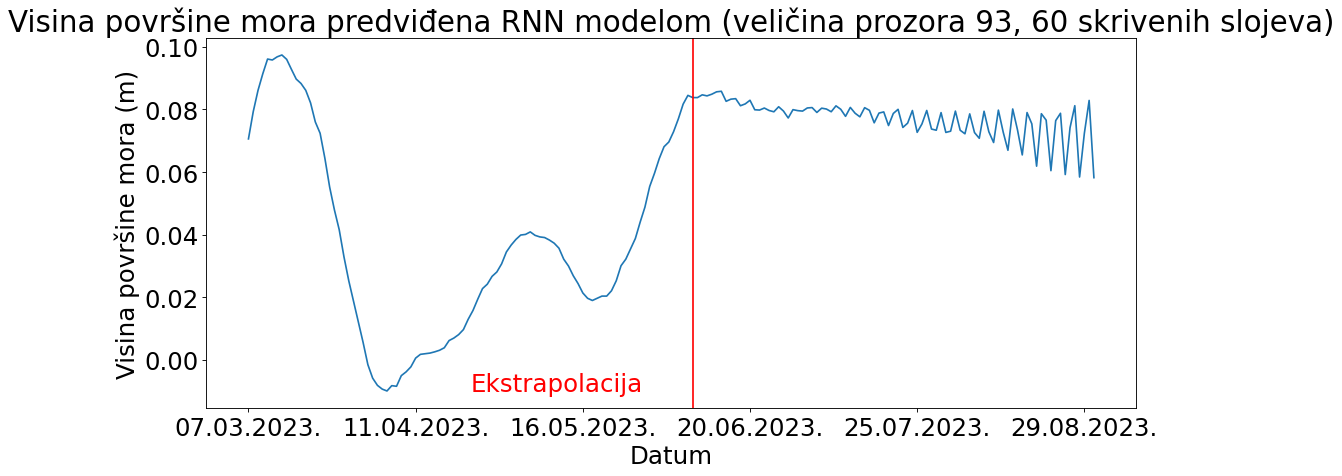 Visina površine mora predviđena RNN modelom (veličina prozora 93, 60 skrivenih slojeva)
Visina površine mora (m)
0.10
0.08
0.06
0.04
0.02
0.00
Ekstrapolacija
07.03.2023. 11.04.2023. 16.05.2023. 20.06.2023. 25.07.2023. 29.08.2023.
Datum